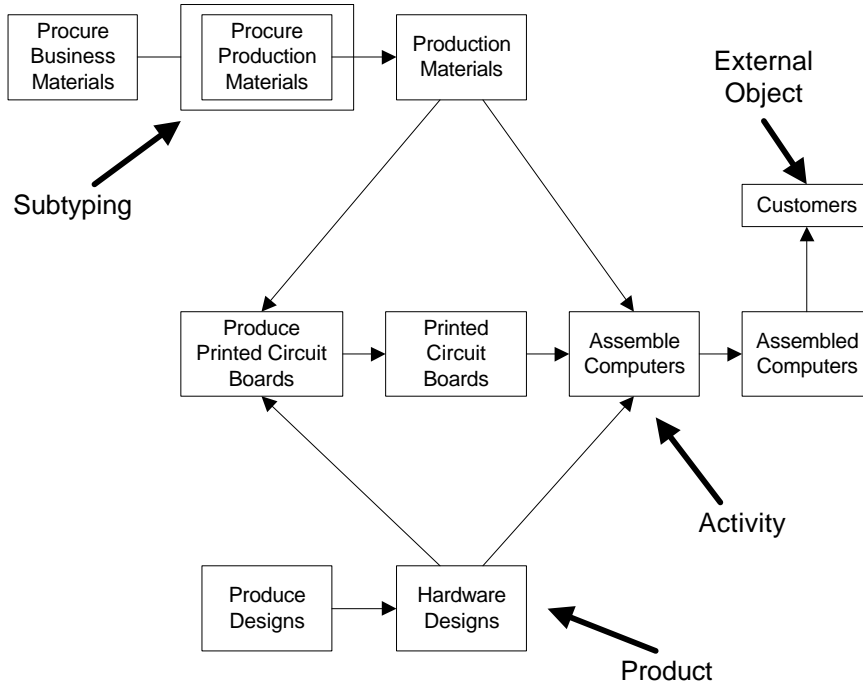 Procure
Business
Materials
Procure
Production
Materials
Production
Materials
External
Object
Subtyping
Customers
Produce
Printed Circuit
Boards
Printed
Circuit
Boards
Assemble
Computers
Assembled
Computers
Activity
Produce
Designs
Hardware
Designs
Product